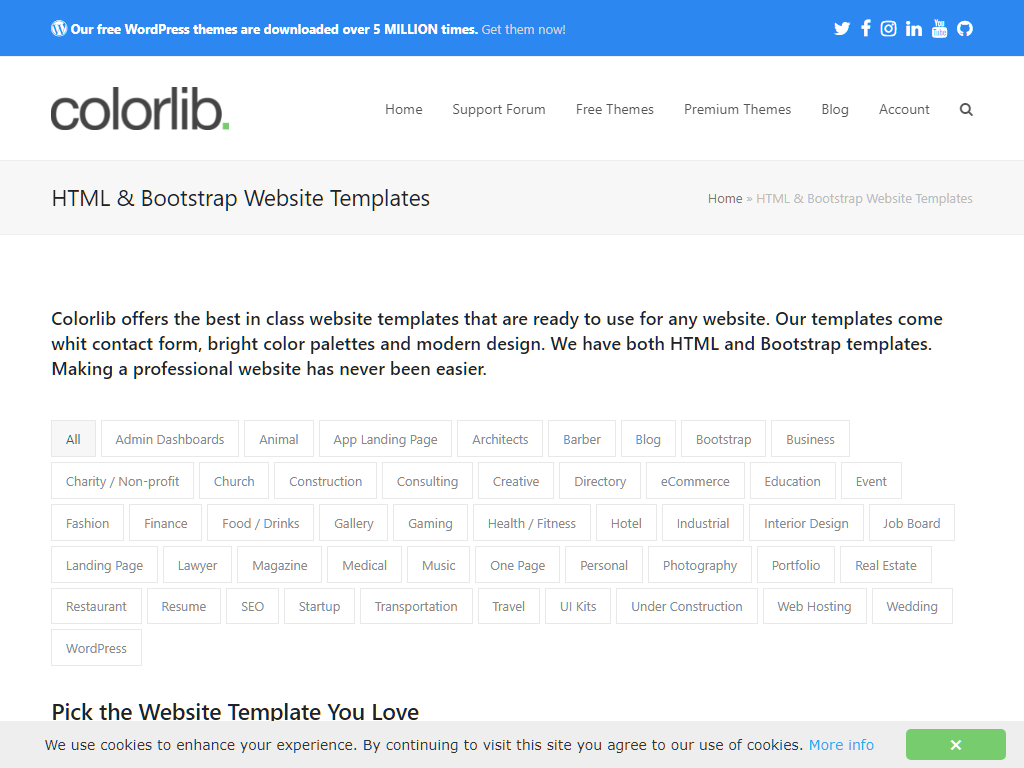 Our free WordPress themes are downloaded over 5 MILLION times. Get them now!
colorlib.
Home Support Forum Free Themes Premium Themes Blog Account
HTML & Bootstrap Website Templates
Home » HTML & Bootstrap Website Templates
Colorlib offers the best in class website templates that are ready to use for any website. Our templates come
whit contact form, bright color palettes and modern design. We have both HTML and Bootstrap templates.
Making a professional website has never been easier.
All Admin Dashboards Animal App Landing Page Architects Barber Blog Bootstrap Business
Charity / Non-profit Church Construction Consulting Creative Directory eCommerce Education Event
Fashion Finance Food / Drinks Gallery Gaming Health / Fitness Hotel Industrial Interior Design Job Board
Landing Page Lawyer Magazine Medical Music One Page Personal Photography Portfolio Real Estate
Restaurant Resume SEO Startup Transportation Travel UI Kits Under Construction Web Hosting Wedding
WordPress
Pick the Website Template You Love
We use cookies to enhance your experience. By continuing to visit this site you agree to our use of cookies. More info ×